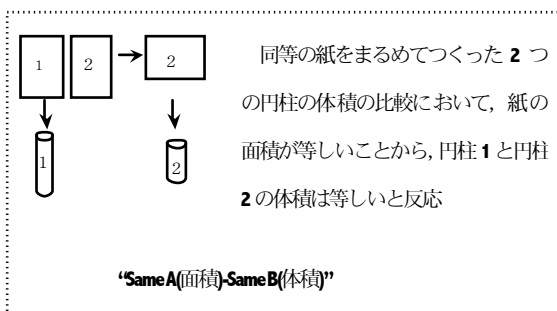 1 2 2
同等の紙をまるめてつくった 2 つ
の円柱の体積の比較において，紙の
面積が等しいことから，円柱 1 と円柱
2 の体積は等しいと反応
1 2
“Same A(面積)-Same B(体積)”